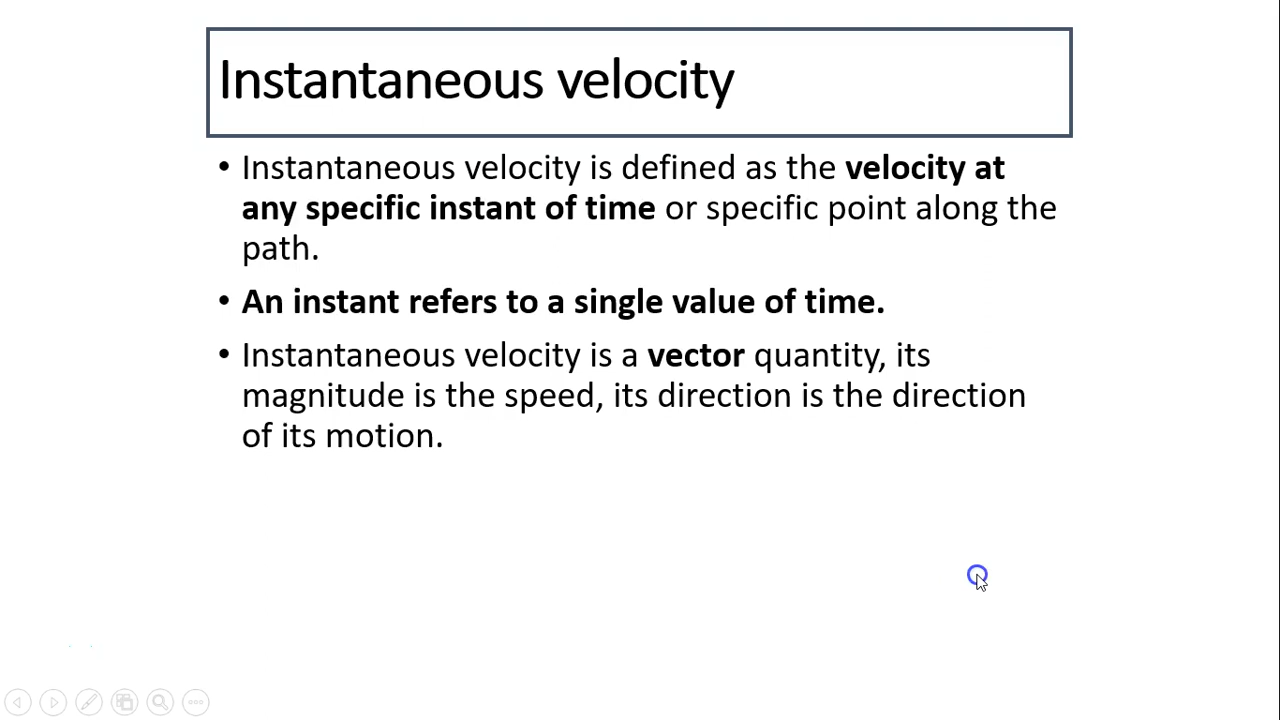 Instantaneous velocity
• Instantaneous velocity is defined as the velocity at
any specific instant of time or specific point along the
path.
• An instant refers to a single value of time.
• Instantaneous velocity is a vector quantity, its
magnitude is the speed, its direction is the direction
of its motion.